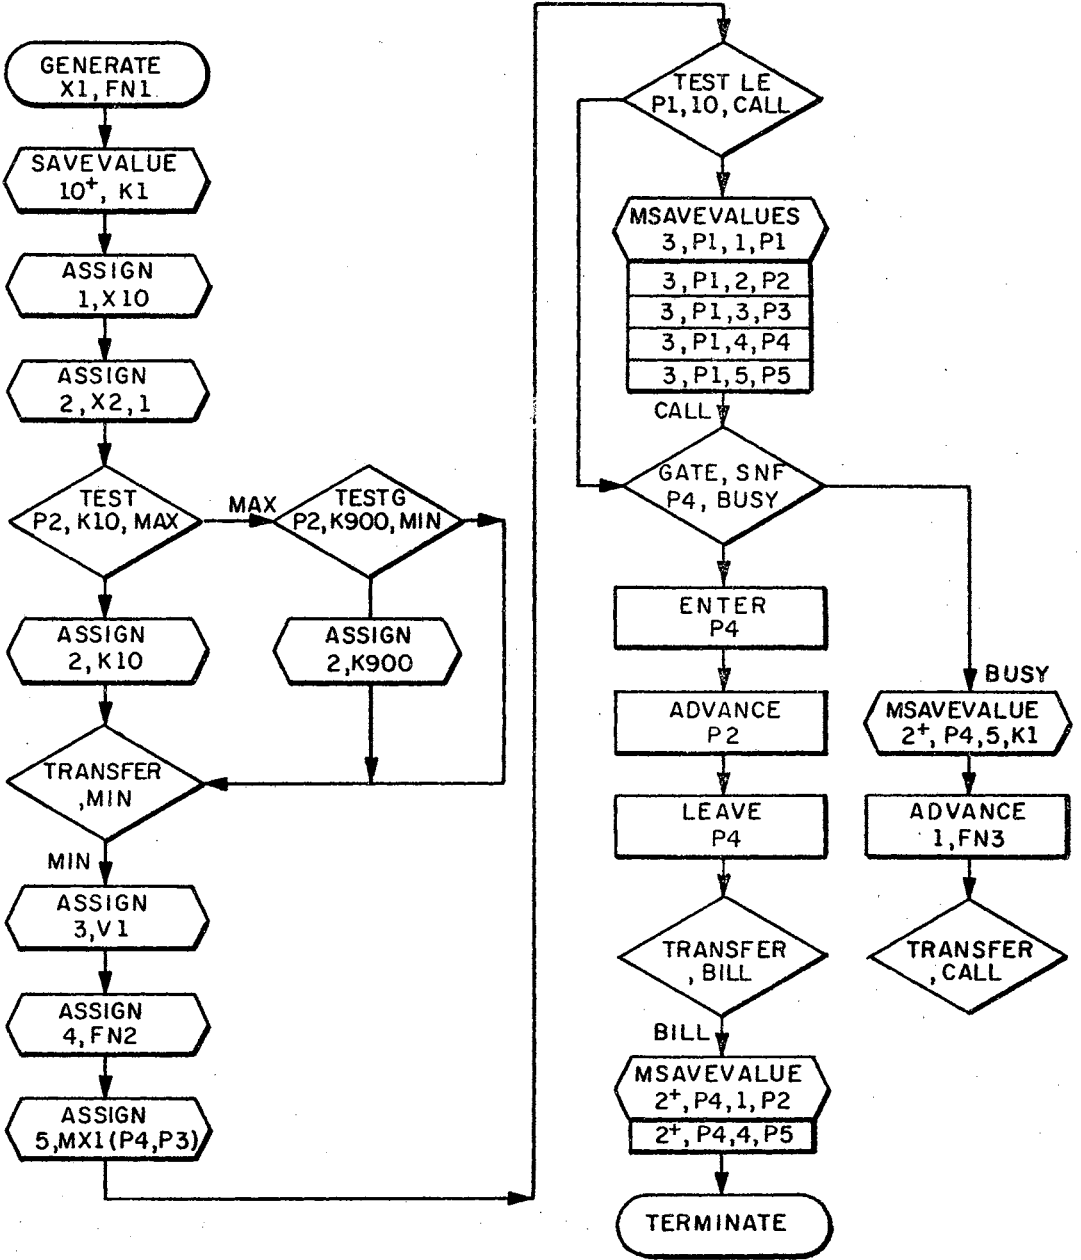 GENERATE
X1, FN1
SAVEVALUE
10+, K1
ASSIGN
1, X10
ASSIGN
2, X2, 1
TEST
P2, K10, MAX
MAX
TESTG
P2, K900, MIN
ASSIGN
2, K10
ASSIGN
2, K900
TRANSFER
, MIN
MIN
ASSIGN
3, V1
ASSIGN
4, FN2
ASSIGN
5, MX1 (P4, P3)
TEST LE
P1, 10, CALL
MSAVEVALUES
3, P1, 1, P1
3, P1, 2, P2
3, P1, 3, P3
3, P1, 4, P4
3, P1, 5, P5
CALL
GATE, SNF
P4, BUSY
ENTER
P4
ADVANCE
P2
LEAVE
P4
TRANSFER
, BILL
BILL
MSAVEVALUE
2+, P4, 1, P2
2+, P4, 4, P5
TERMINATE
BUSY
MSAVEVALUE
2+, P4, 5, K1
ADVANCE
1, FN3
TRANSFER
, CALL